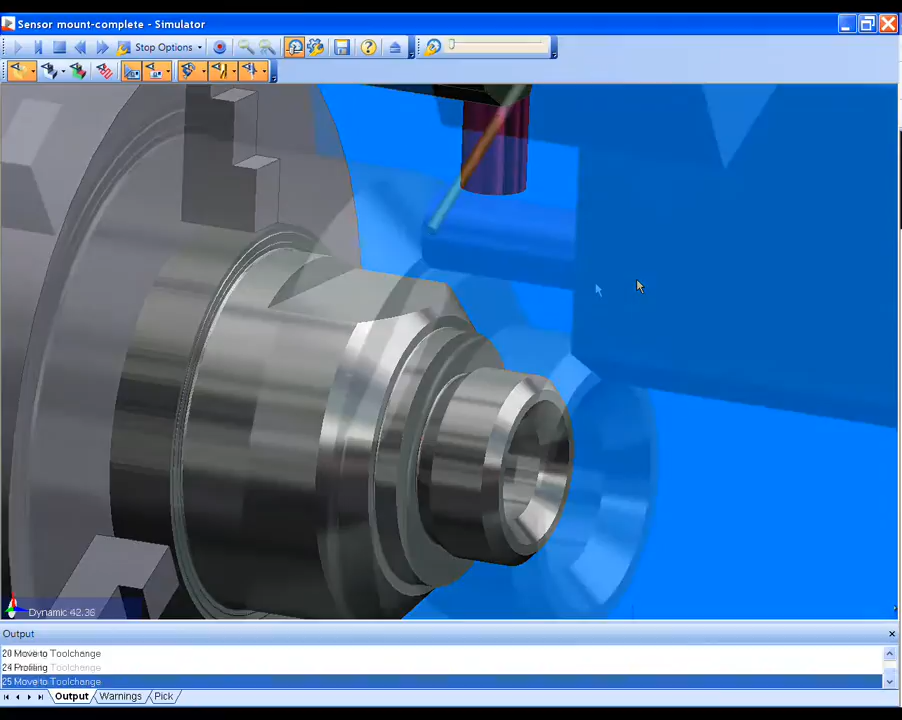 Sensor mount-complete - Simulator
Stop Options
Dynamic 42.36
Output
20 Move to Toolchange
24 Profiling
25 Move to Toolchange
Output Warnings Pick